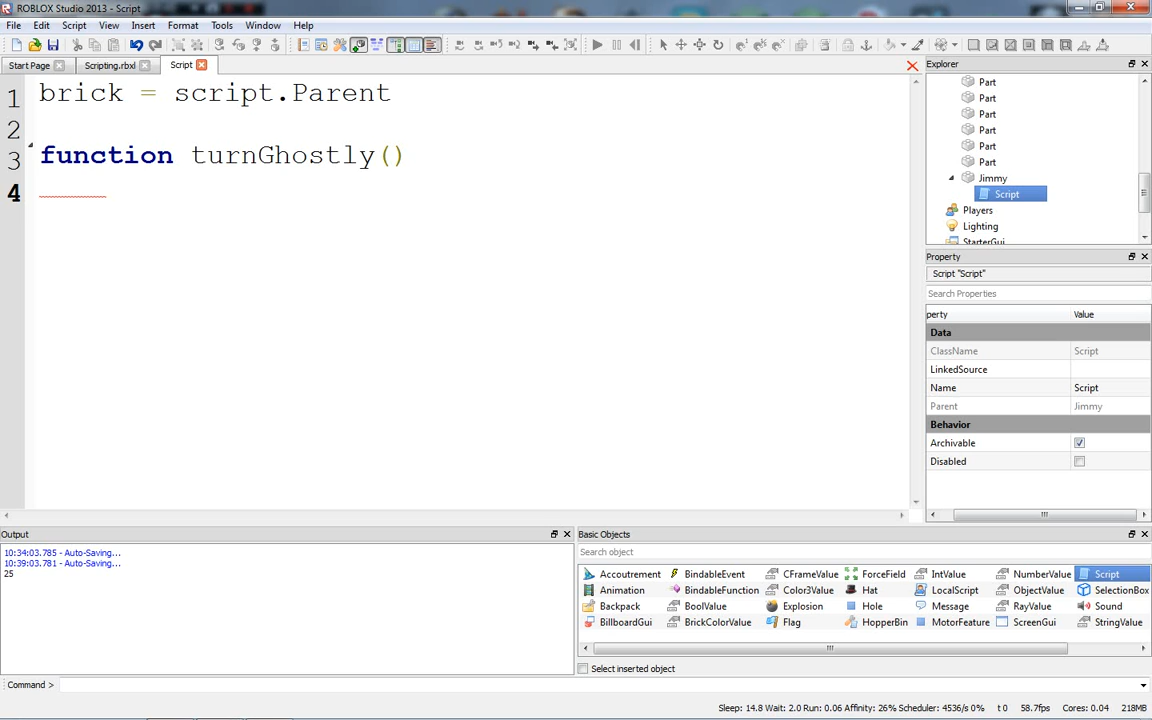 ROBLOX Studio 2013 - Script
File Edit Script View Insert Format Tools Window Help
Start Page Scripting.rbxl Script
1 brick = script.Parent
2
3 function turnGhostly()
4
Explorer
Part
Part
Part
Part
Part
Part
Jimmy
Script
Players
Lighting
StarterGui
Property
Script "Script"
Search Properties
perty Value
Data
ClassName Script
LinkedSource
Name Script
Parent Jimmy
Behavior
Archivable
Disabled
Output
10:34:03.785 - Auto-Saving...
10:39:03.781 - Auto-Saving...
25
Basic Objects
Search object
Accoutrement BindableEvent CFrameValue ForceField IntValue NumberValue Script
Animation BindableFunction Color3Value Hat LocalScript ObjectValue SelectionBox
Backpack BoolValue Explosion Hole Message RayValue Sound
BillboardGui BrickColorValue Flag HopperBin MotorFeature ScreenGui StringValue
Select inserted object
Command >
Sleep: 14.8 Wait: 2.0 Run: 0.06 Affinity: 26% Scheduler: 4536/s 0% t 0 58.7fps Cores: 0.04 218MB